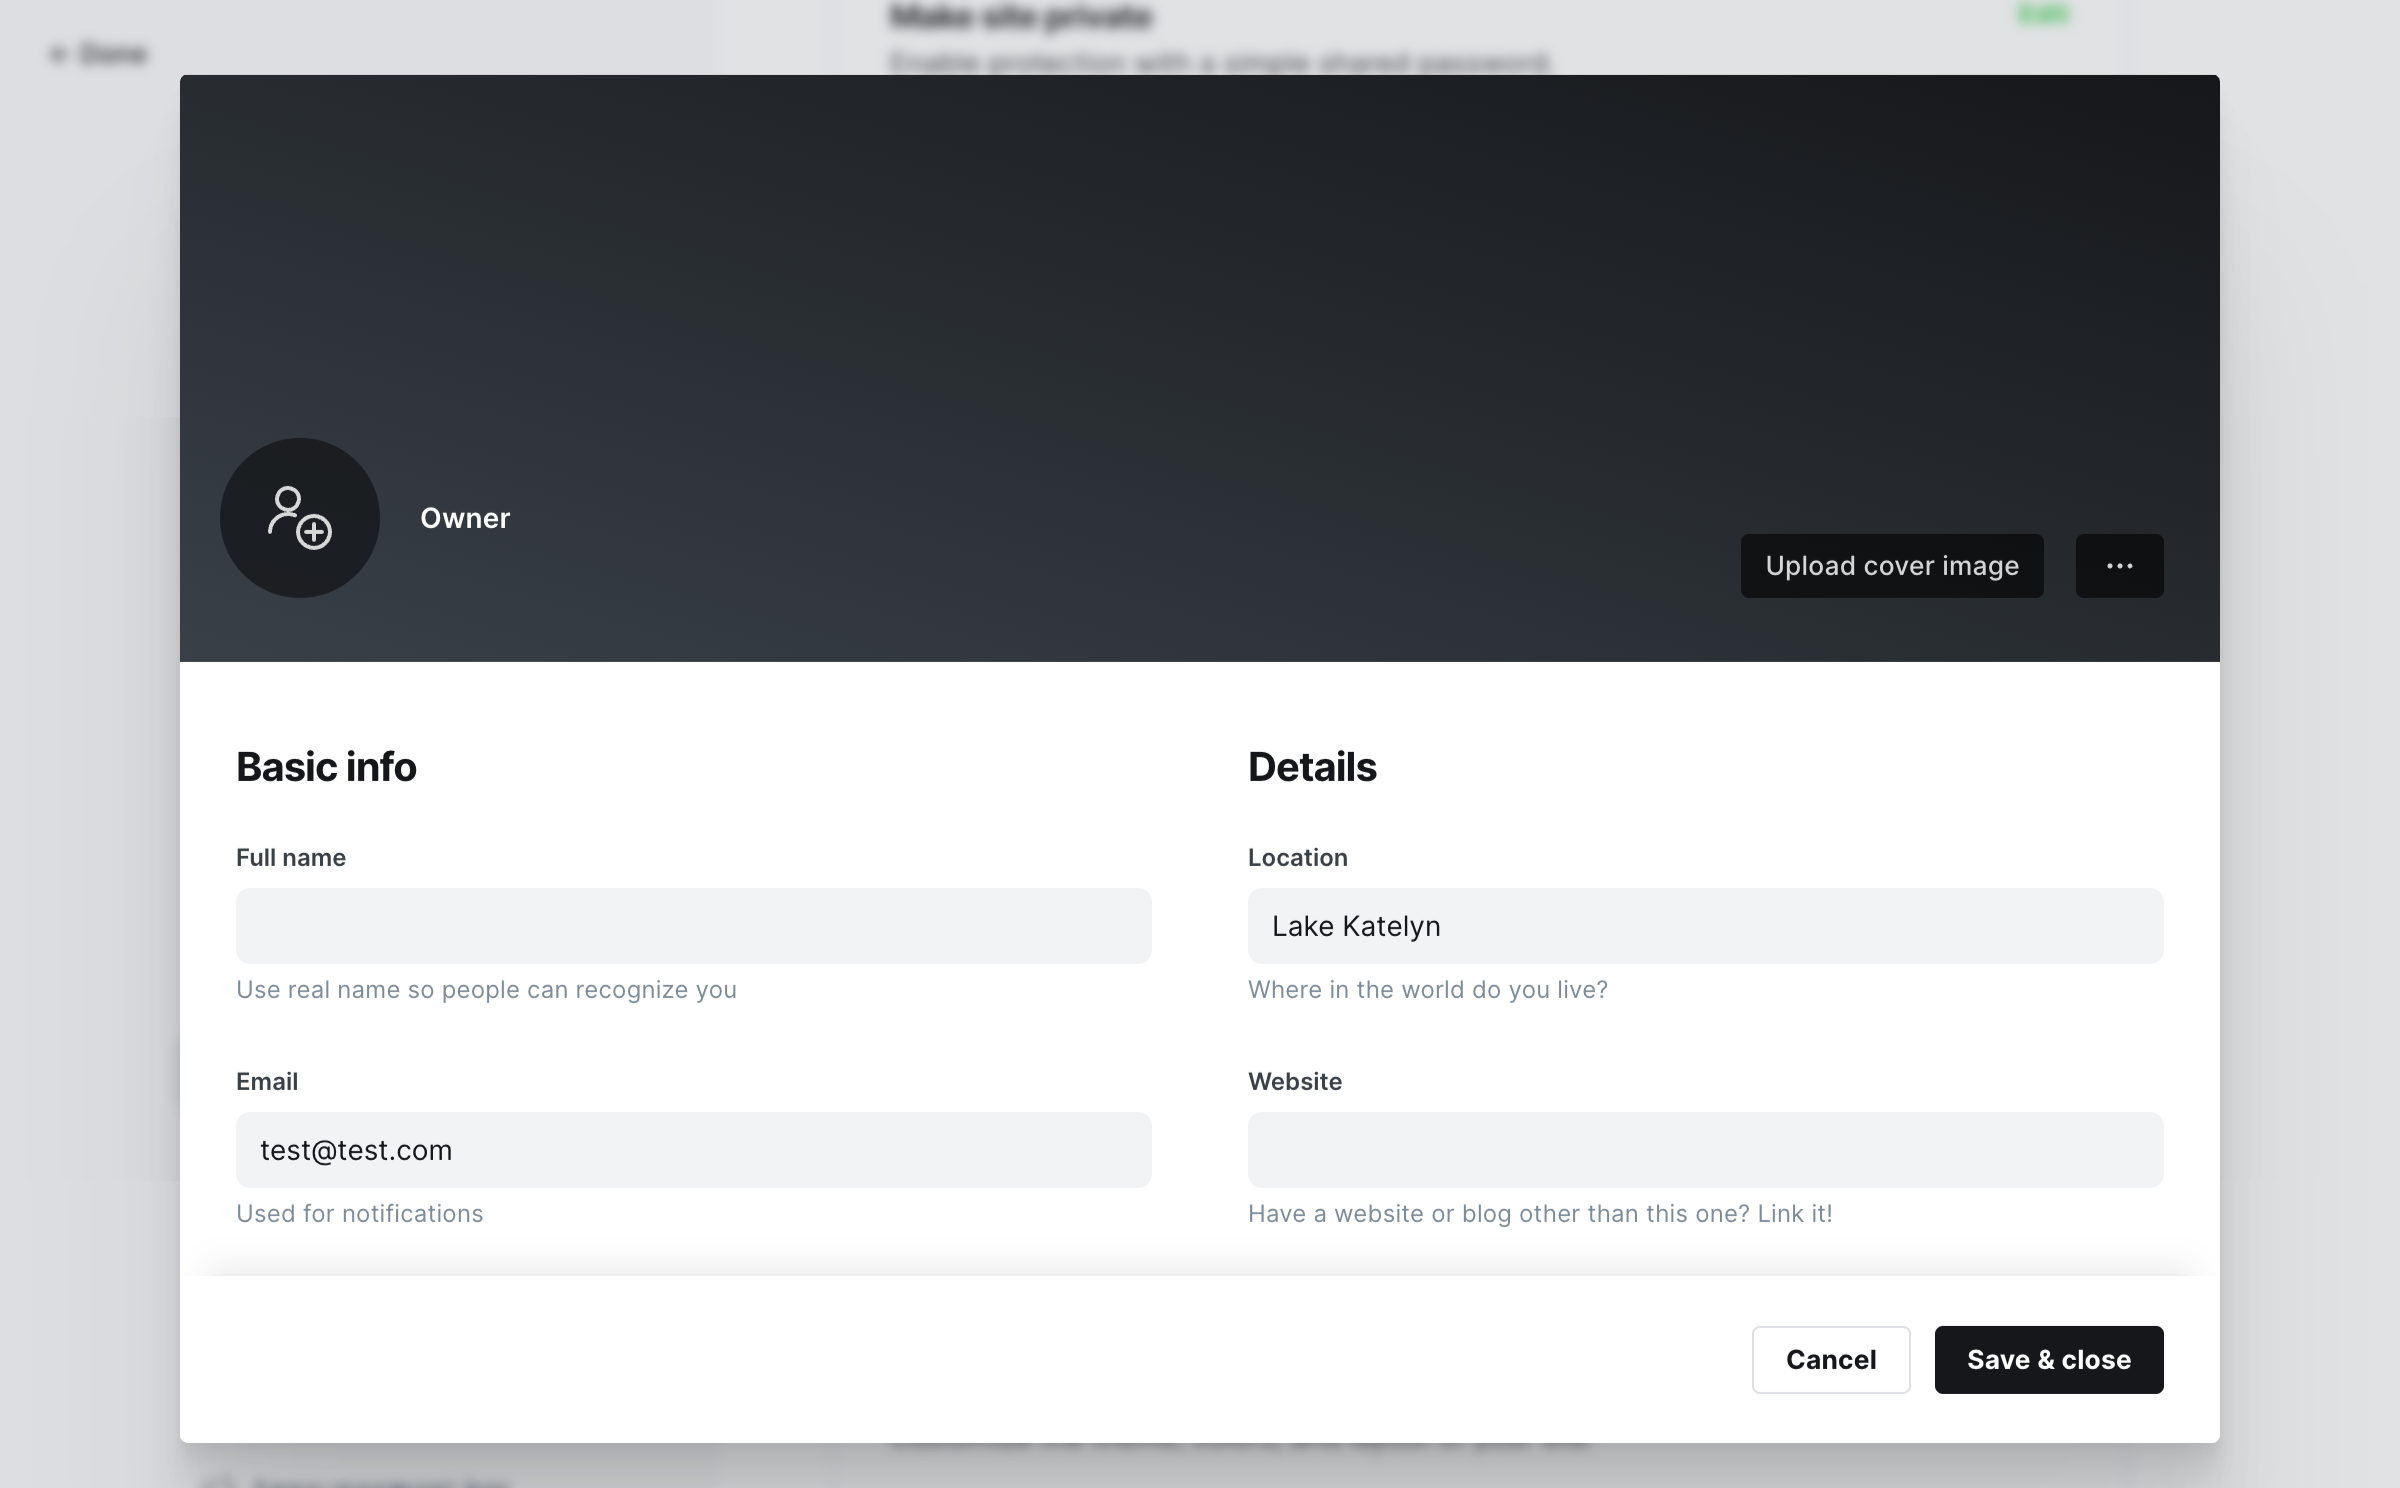 Make site private
Edit
← Done
Enable protection with a simple shared password.
Owner
Upload cover image
...
Basic info
Details
Full name
Location
Lake Katelyn
Use real name so people can recognize you
Where in the world do you live?
Email
Website
test@test.com
Used for notifications
Have a website or blog other than this one? Link it!
Cancel
Save & close